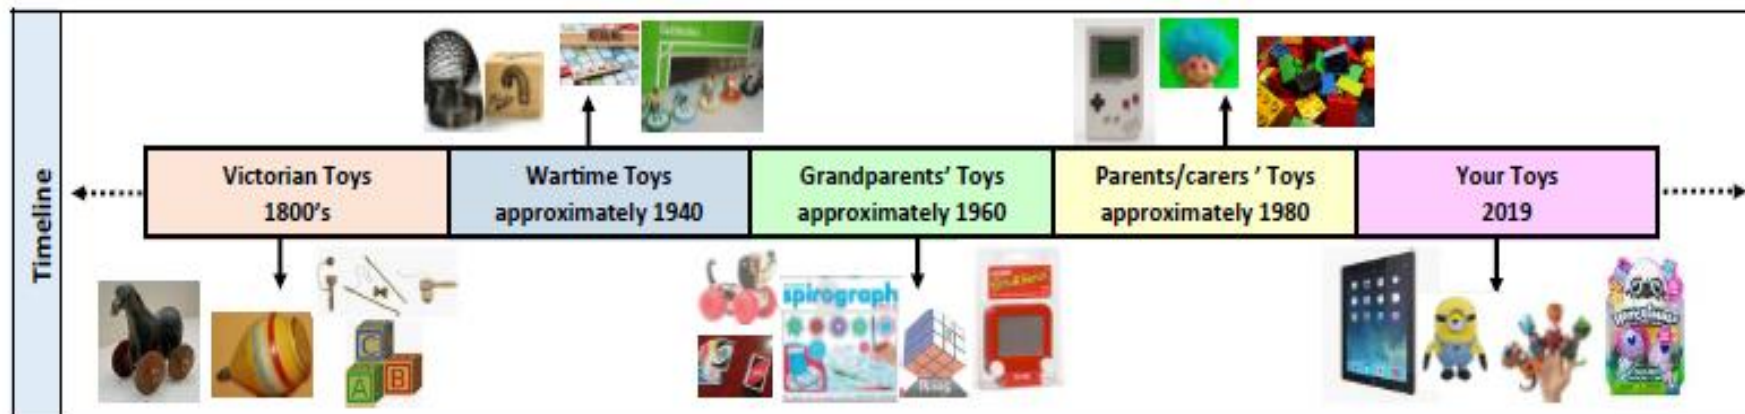 Timeline
Victorian Toys
1800's
Wartime Toys
approximately 1940
Grandparents' Toys
approximately 1960
Parents/carers ' Toys
approximately 1980
Your Toys
2019
spirograph
C
A B